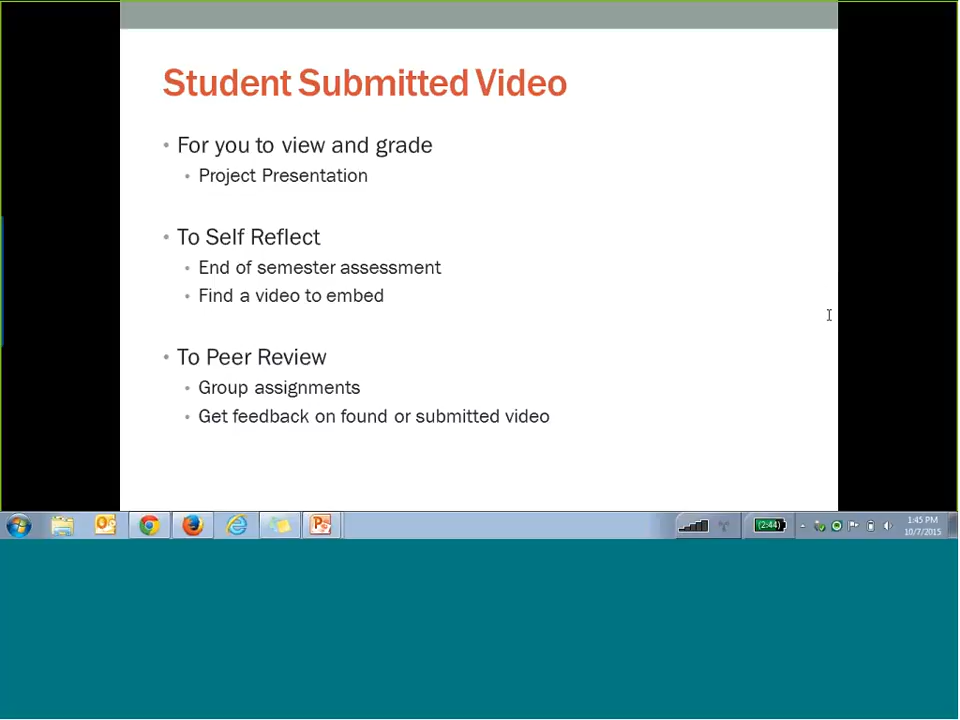 Student Submitted Video
• For you to view and grade
• Project Presentation
• To Self Reflect
• End of semester assessment
• Find a video to embed
• To Peer Review
• Group assignments
• Get feedback on found or submitted video
(2:44)
1:45 PM
10/7/2015